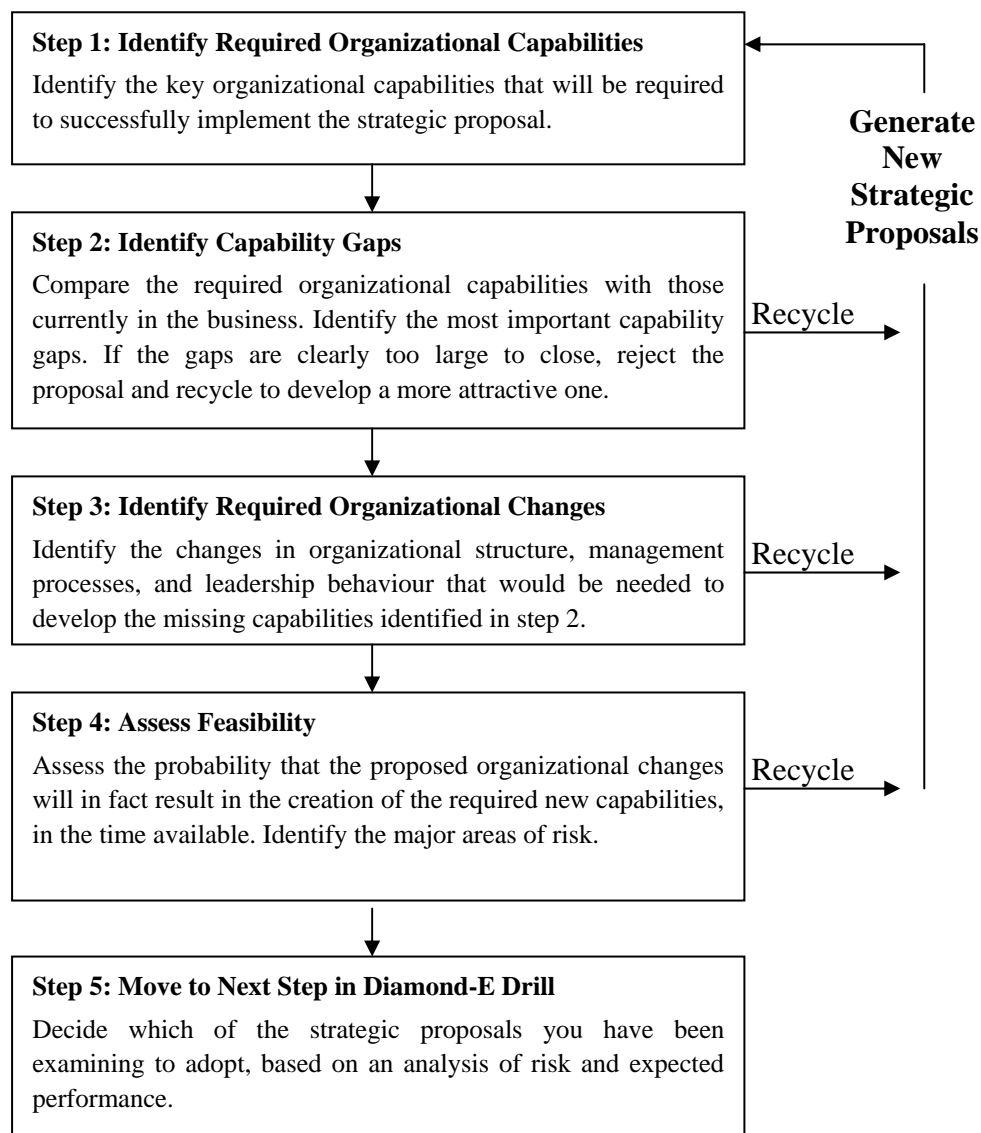 Step 1: Identify Required Organizational Capabilities
Identify the key organizational capabilities that will be required
to successfully implement the strategic proposal.
Generate
New
Strategic
Proposals
Step 2: Identify Capability Gaps
Compare the required organizational capabilities with those
currently in the business. Identify the most important capability
gaps. If the gaps are clearly too large to close, reject the
proposal and recycle to develop a more attractive one.
Recycle
Step 3: Identify Required Organizational Changes
Identify the changes in organizational structure, management
processes, and leadership behaviour that would be needed to
develop the missing capabilities identified in step 2.
Recycle
Step 4: Assess Feasibility
Assess the probability that the proposed organizational changes
will in fact result in the creation of the required new capabilities,
in the time available. Identify the major areas of risk.
Recycle
Step 5: Move to Next Step in Diamond-E Drill
Decide which of the strategic proposals you have been
examining to adopt, based on an analysis of risk and expected
performance.